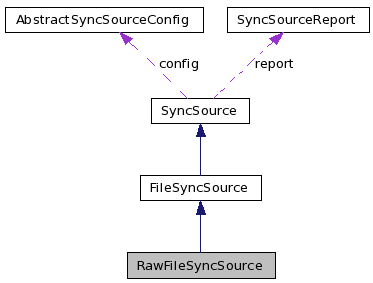 AbstractSyncSourceConfig
SyncSourceReport
config
report
SyncSource
FileSyncSource
RawFileSyncSource